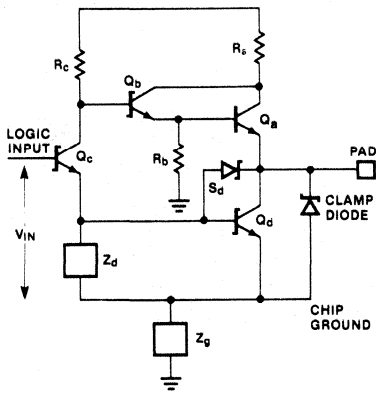 Rc
Rs
Qb
Qa
LOGIC
INPUT
Qc
PAD
Rb
Sd
Qd
CLAMP
DIODE
VIN
Zd
CHIP
GROUND
Zg